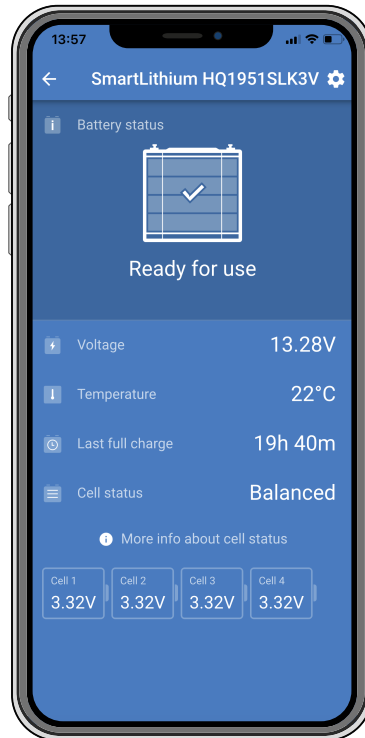 13:57
SmartLithium HQ1951SLK3V
Battery status
Ready for use
Voltage 13.28V
Temperature 22°C
Last full charge 19h 40m
Cell status Balanced
More info about cell status
Cell 1 Cell 2 Cell 3 Cell 4
3.32V 3.32V 3.32V 3.32V